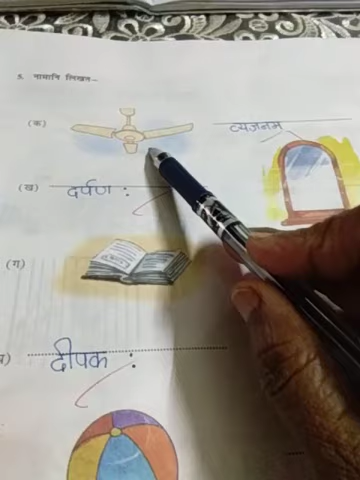 5. नामानि लिखत–
(क)
व्यजनम
(ख)
दर्पण :
(ग)
दीपक :